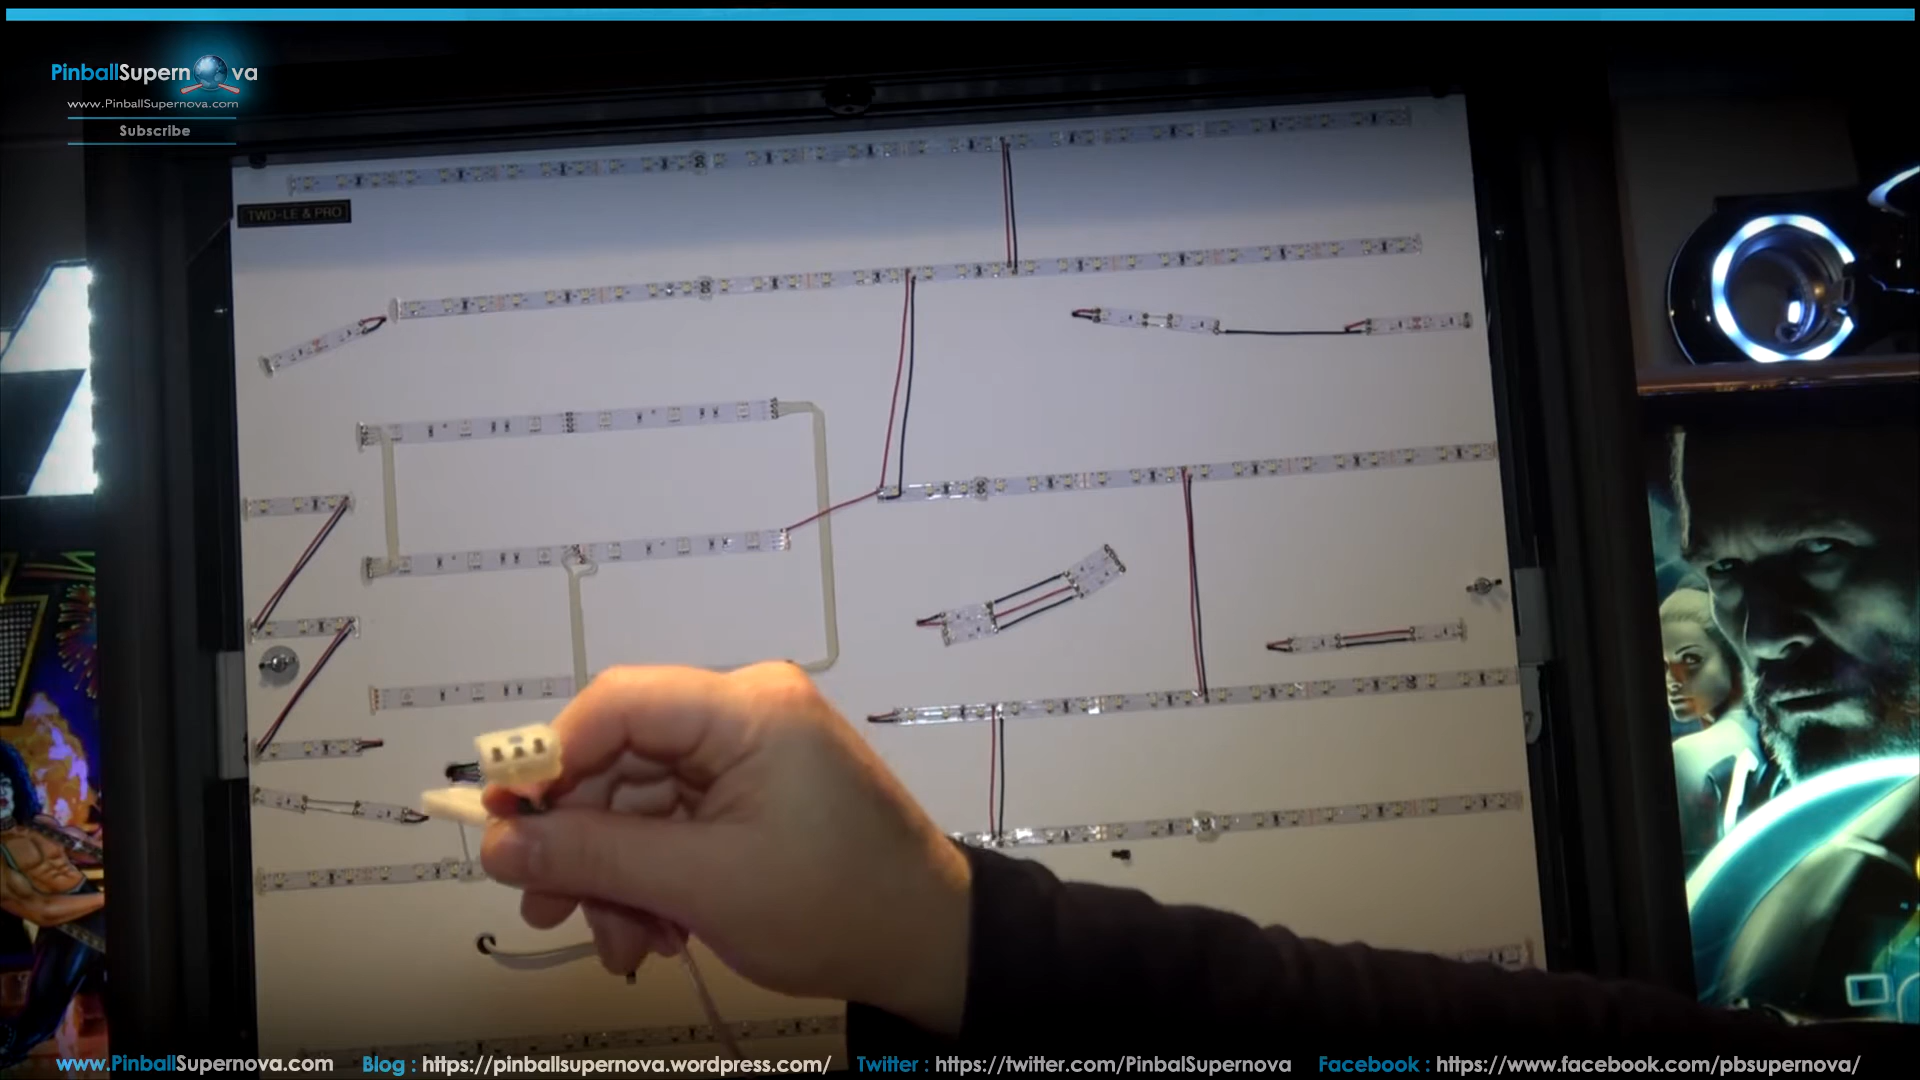 PinballSupernova
www.PinballSupernova.com
Subscribe
TWD-LE & PRO
www.PinballSupernova.com Blog : https://pinballsupernova.wordpress.com/ Twitter : https://twitter.com/PinbalSupernova Facebook : https://www.facebook.com/pbsupernova/